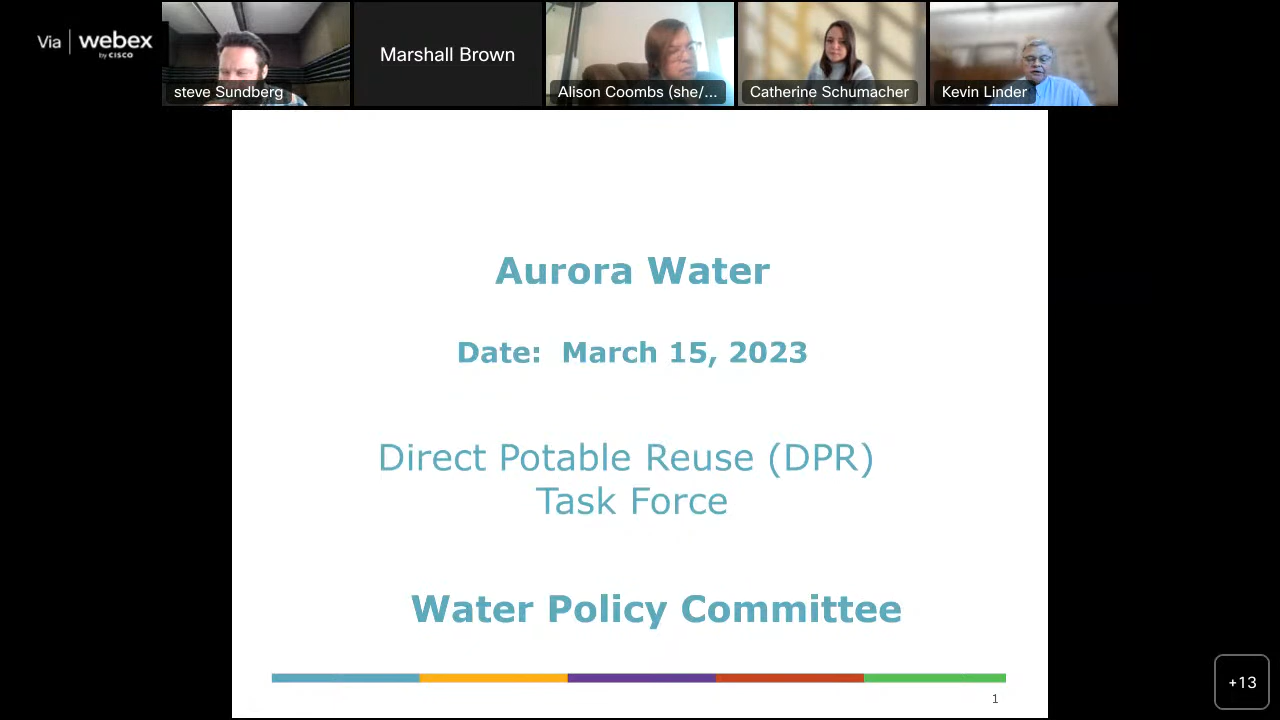 Via webex
by CISCO
steve Sundberg
Marshall Brown
Alison Coombs (she/...
Catherine Schumacher
Kevin Linder
Aurora Water
Date: March 15, 2023
Direct Potable Reuse (DPR)
Task Force
Water Policy Committee
1
+13